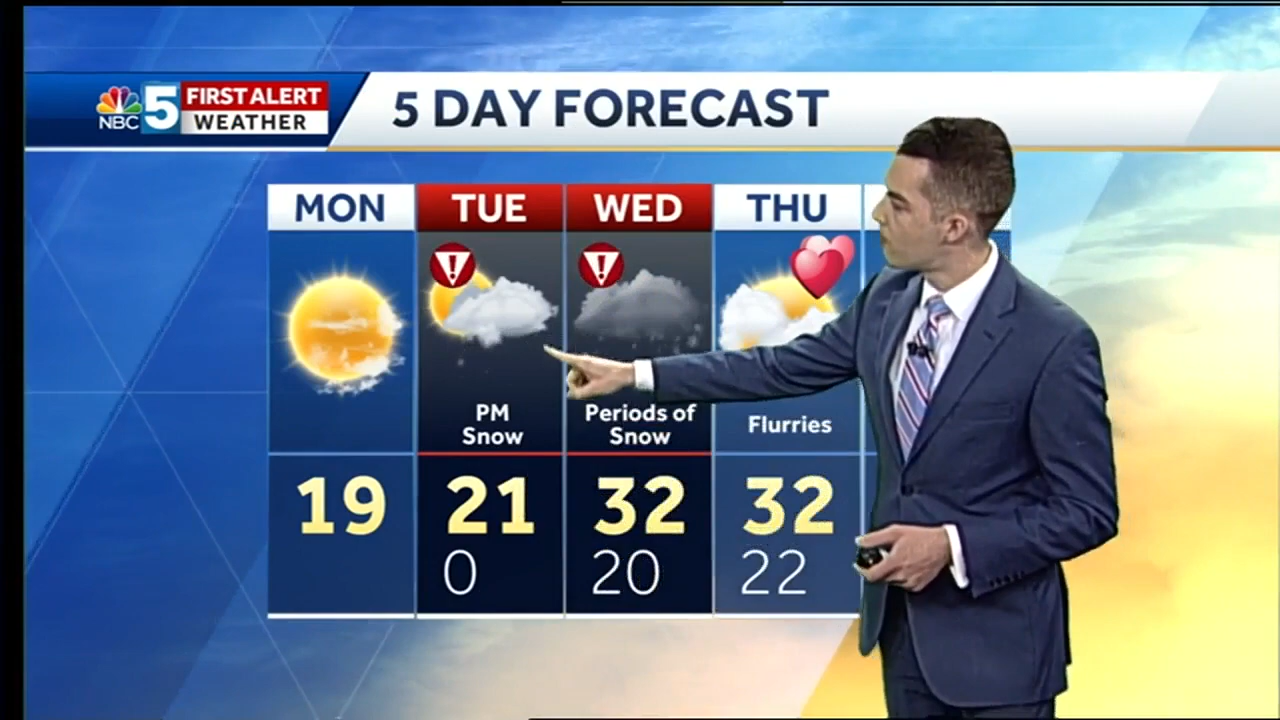 NBC 5 FIRST ALERT
WEATHER
5 DAY FORECAST
MON TUE WED THU
! !
PM
Snow
Periods of
Snow
Flurries
19 21 32 32
0 20 22